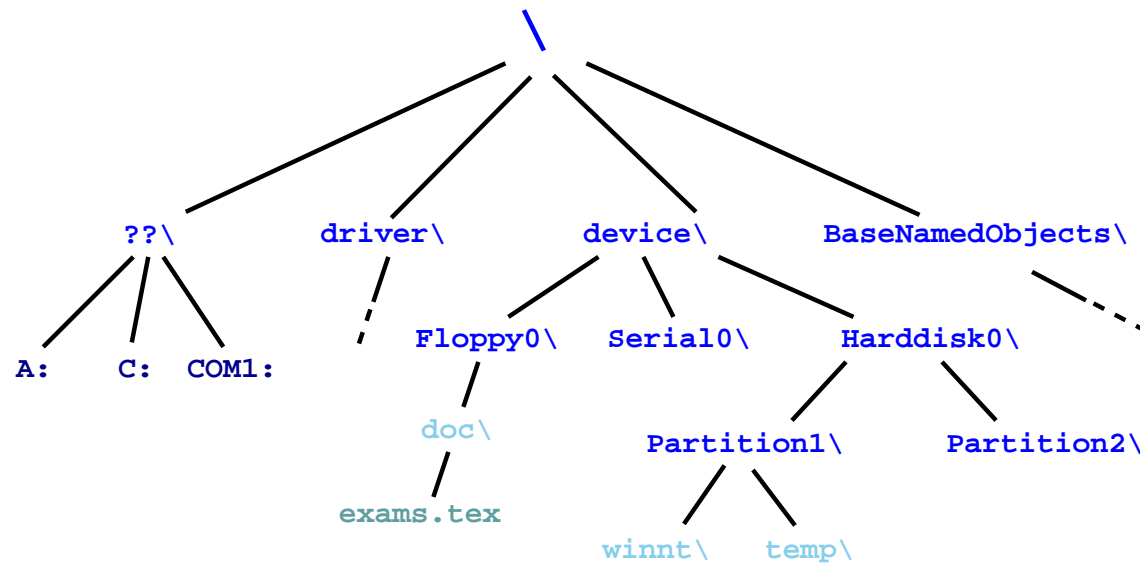 \
??\ driver\ device\ BaseNamedObjects\
Floppy0\ Serial0\ Harddisk0\
A: C: COM1:
doc\
Partition1\ Partition2\
exams.tex
winnt\ temp\